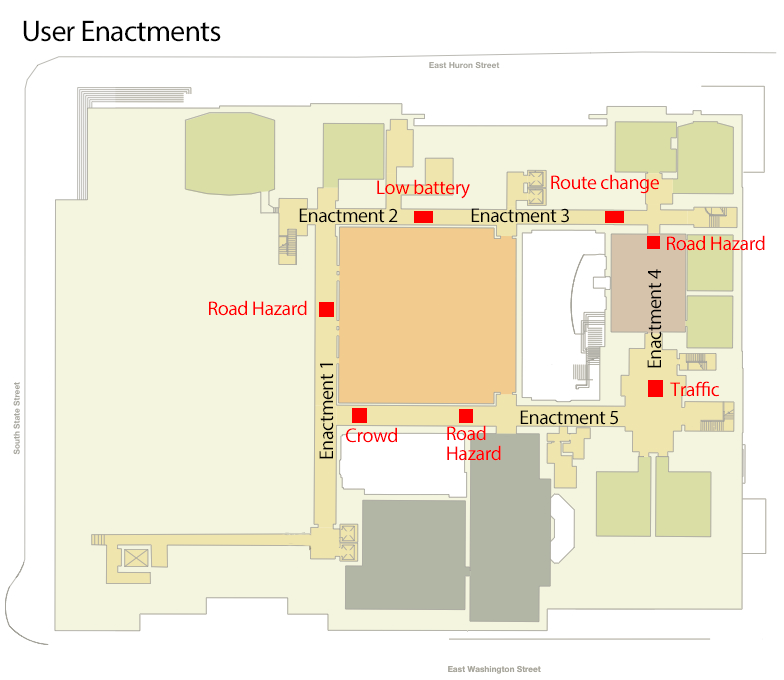 User Enactments
East Huron Street
Low battery
Route change
Enactment 2
Enactment 3
Road Hazard
Road Hazard
Enactment 4
Enactment 1
South State Street
Traffic
Enactment 5
Crowd
Road
Hazard
East Washington Street